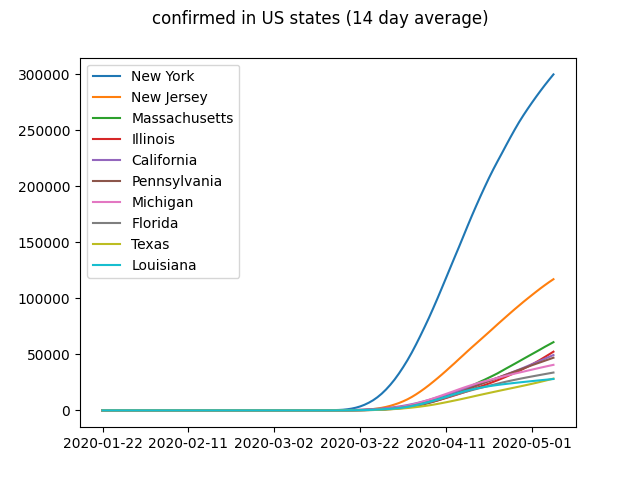 confirmed in US states (14 day average)
300000
250000
200000
150000
100000
50000
0
New York
New Jersey
Massachusetts
Illinois
California
Pennsylvania
Michigan
Florida
Texas
Louisiana
2020-01-22 2020-02-11 2020-03-02 2020-03-22 2020-04-11 2020-05-01